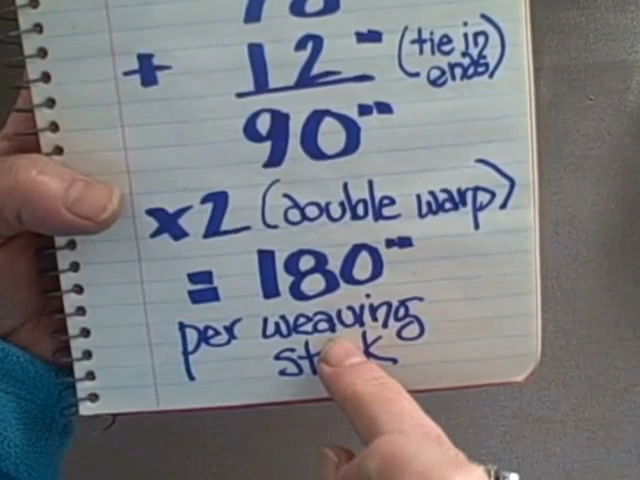 + 12" (tie in
ends)
90"
x2 (double warp)
= 180"
per weaving